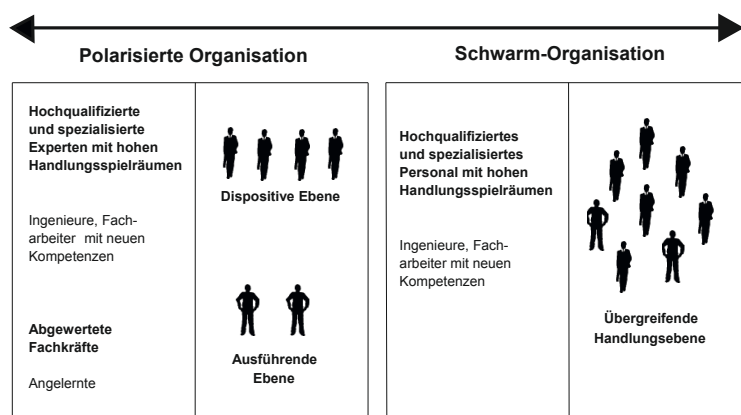 Polarisierte Organisation
Schwarm-Organisation
Hochqualifizierte
und spezialisierte
Experten mit hohen
Handlungsspielräumen
Ingenieure, Fach-
arbeiter mit neuen
Kompetenzen
Abgewertete
Fachkräfte
Angelernte
Dispositive Ebene
Ausführende
Ebene
Hochqualifiziertes
und spezialisiertes
Personal mit hohen
Handlungsspielräumen
Ingenieure, Fach-
arbeiter mit neuen
Kompetenzen
Übergreifende
Handlungsebene